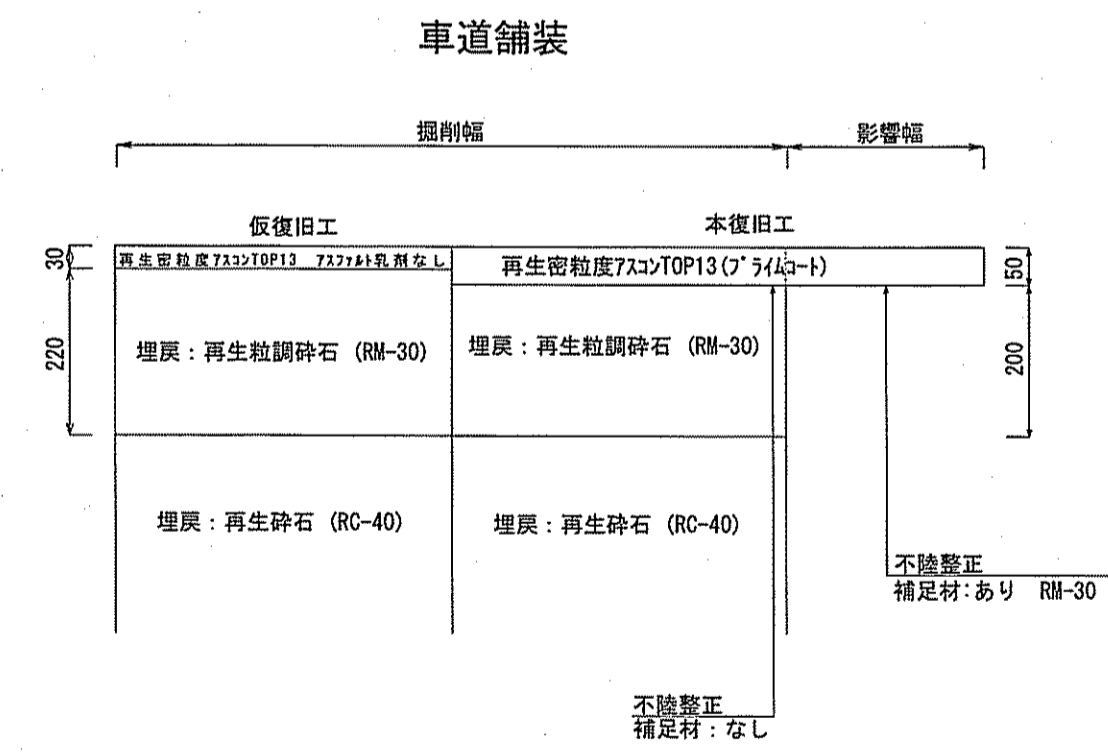 車道舗装
掘削幅
影響幅
仮復旧工
本復旧工
30
再生密粒度アスコンTOP13 アスファルト乳剤なし
再生密粒度アスコンTOP13(プライムコート)
50
220
埋戻:再生粒調砕石 (RM-30)
埋戻:再生粒調砕石 (RM-30)
200
埋戻:再生砕石 (RC-40)
埋戻:再生砕石 (RC-40)
不陸整正
補足材:あり RM-30
不陸整正
補足材:なし